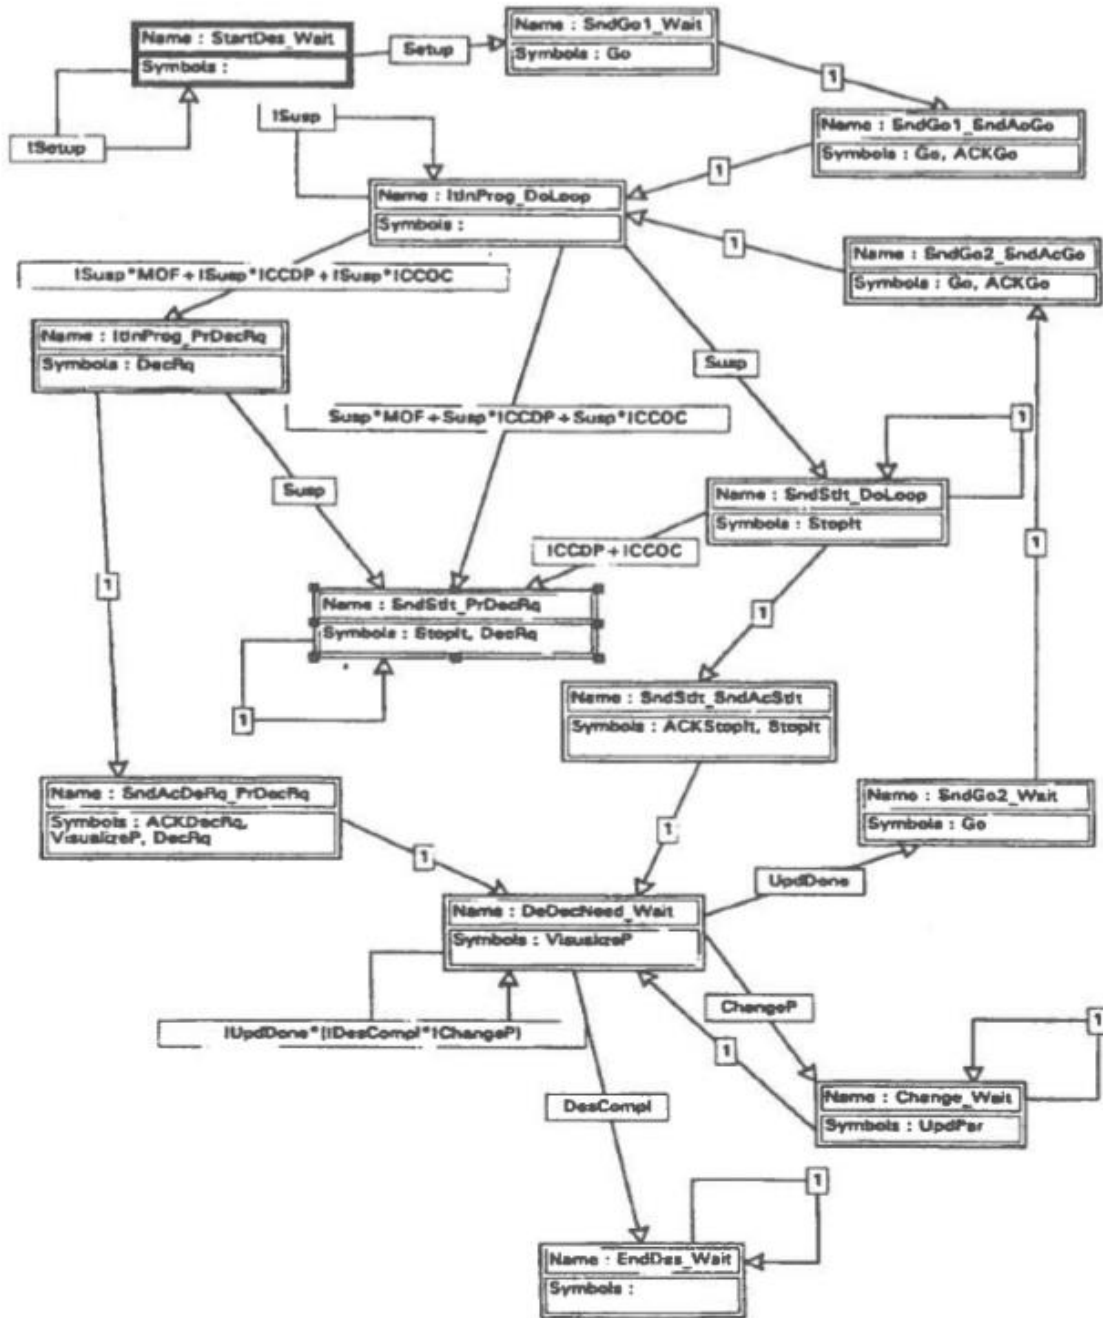 Name : StartDes_Wait
Symbols :
Setup
Name : SndGo1_Wait
Symbols : Go
1
!Setup
!Susp
Name : SndGo1_SndAcGo
Symbols : Go, ACKGo
1
Name : ItInProg_DoLoop
Symbols :
1
Name : SndGo2_SndAcGo
Symbols : Go, ACKGo
!Susp*MOF+!Susp*!CCDP+!Susp*!CCOC
Name : ItInProg_PrDecRq
Symbols : DecRq
Susp
Susp*MOF+Susp*!CCDP+Susp*!CCOC
1
Susp
Name : SndStIt_DoLoop
Symbols : StopIt
!CCDP+!CCOC
1
1
Name : SndStIt_PrDecRq
Symbols : StopIt, DecRq
1
1
Name : SndStIt_SndAcStIt
Symbols : ACKStopIt, StopIt
Name : SndAcDeRq_PrDecRq
Symbols : ACKDecRq,
VisualizeP, DecRq
Name : SndGo2_Wait
Symbols : Go
1
1
UpdDone
Name : DeDecNeed_Wait
Symbols : VisualizeP
ChangeP
!UpdDone*(!DesCompl*!ChangeP)
1
1
Name : Change_Wait
Symbols : UpdPar
DesCompl
1
Name : EndDes_Wait
Symbols :